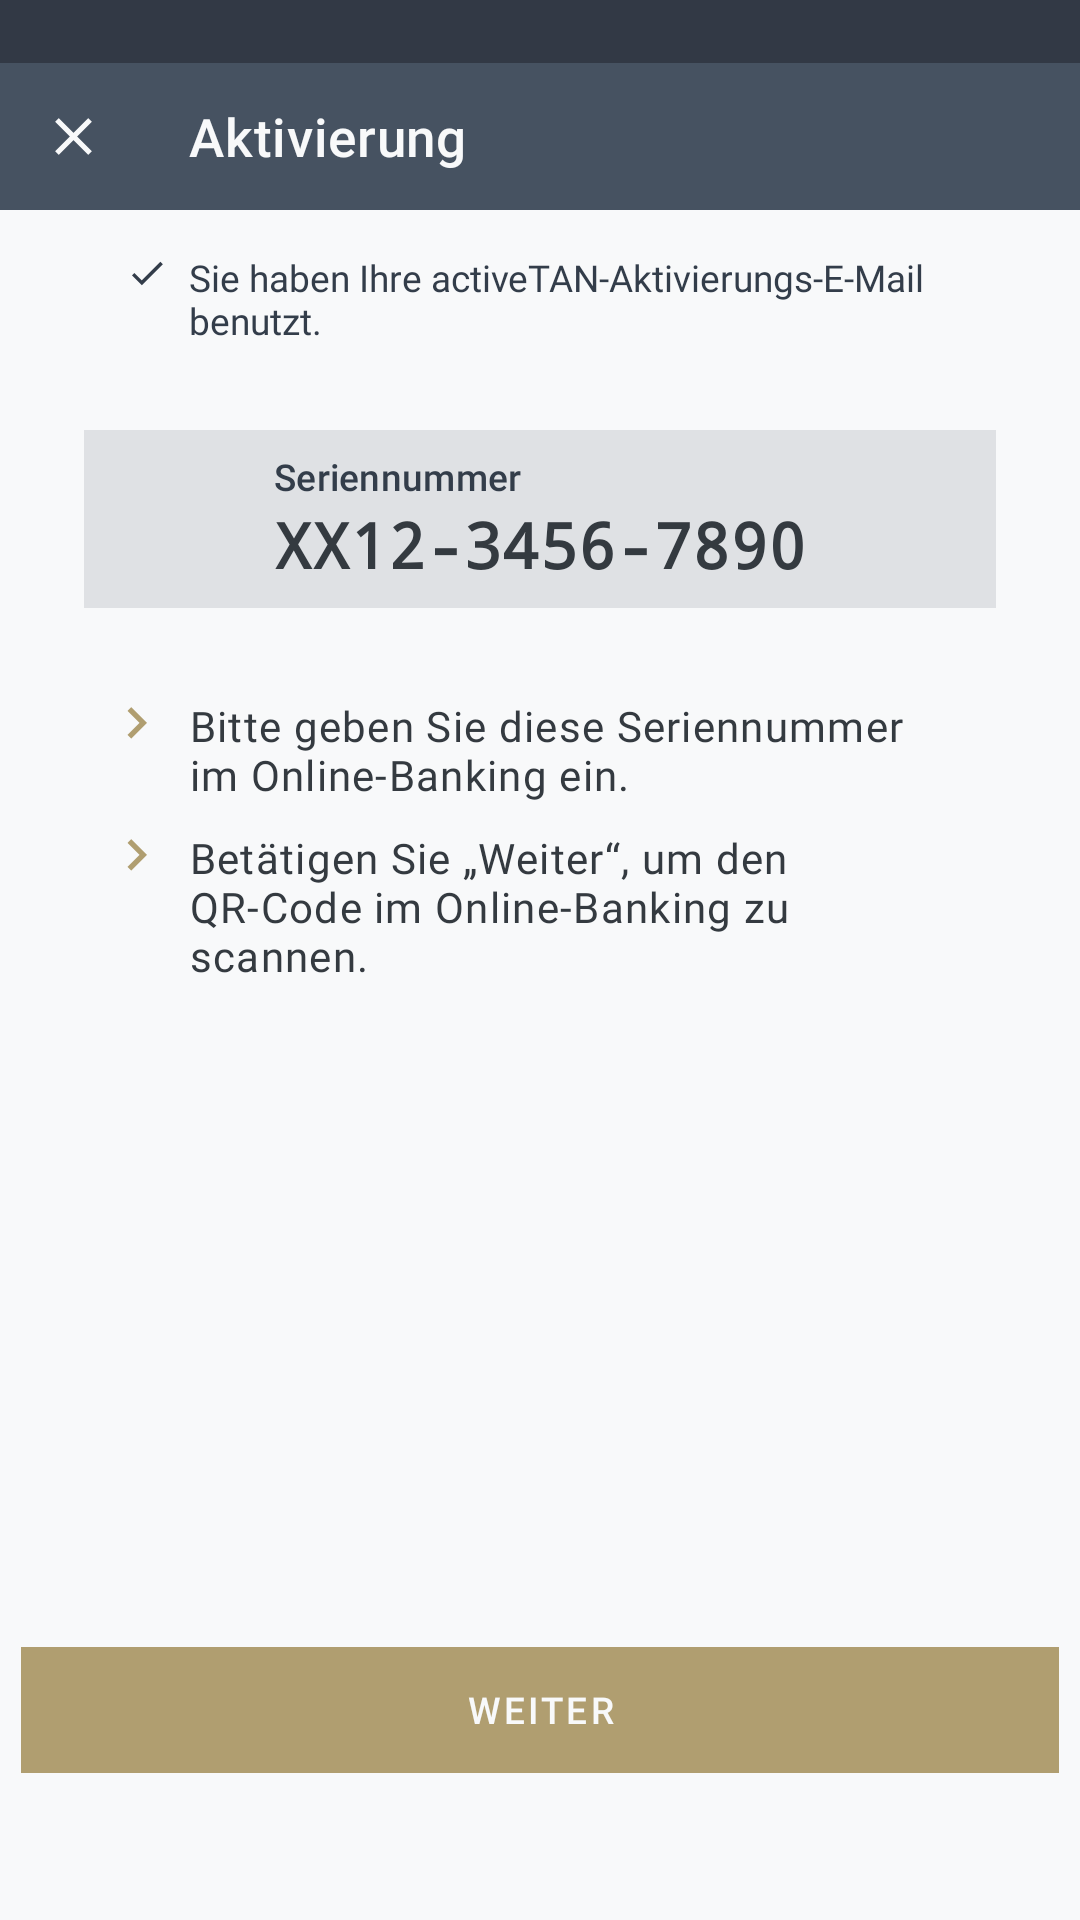 Aktivierung
Sie haben Ihre activeTAN-Aktivierungs-E-Mail
benutzt.
Seriennummer
XX12-3456-7890
Bitte geben Sie diese Seriennummer
im Online-Banking ein.
Betätigen Sie „Weiter“, um den
QR-Code im Online-Banking zu
scannen.
WEITER